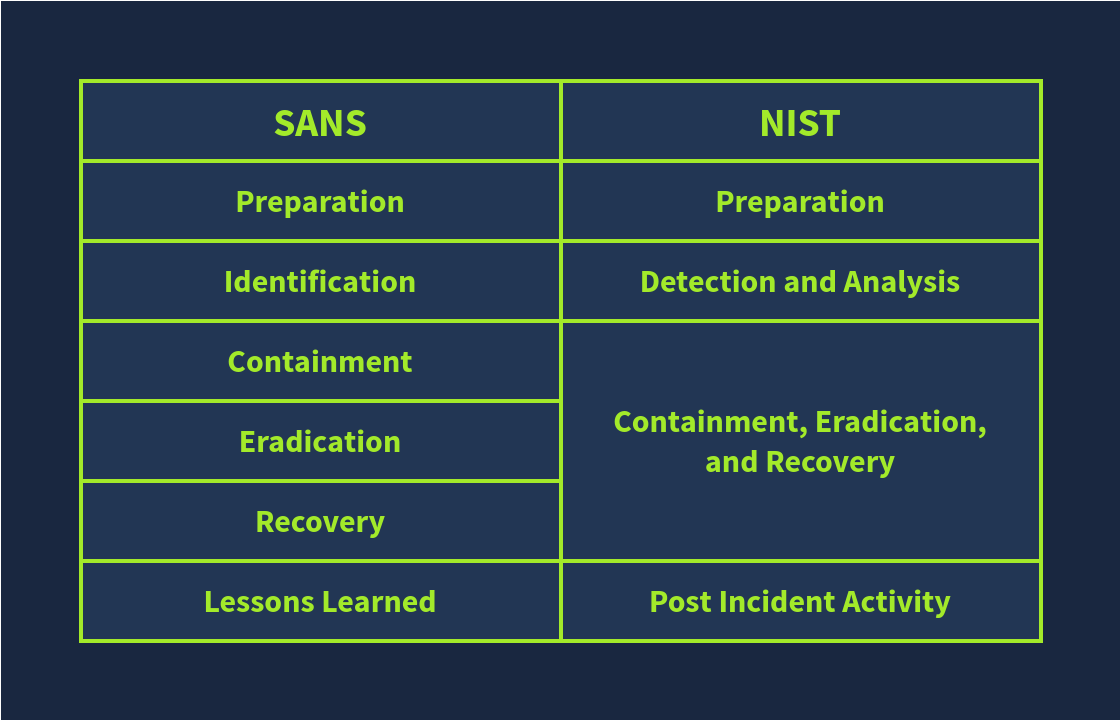 SANS
NIST
Preparation
Preparation
Identification
Detection and Analysis
Containment
Containment, Eradication,
and Recovery
Eradication
Recovery
Lessons Learned
Post Incident Activity